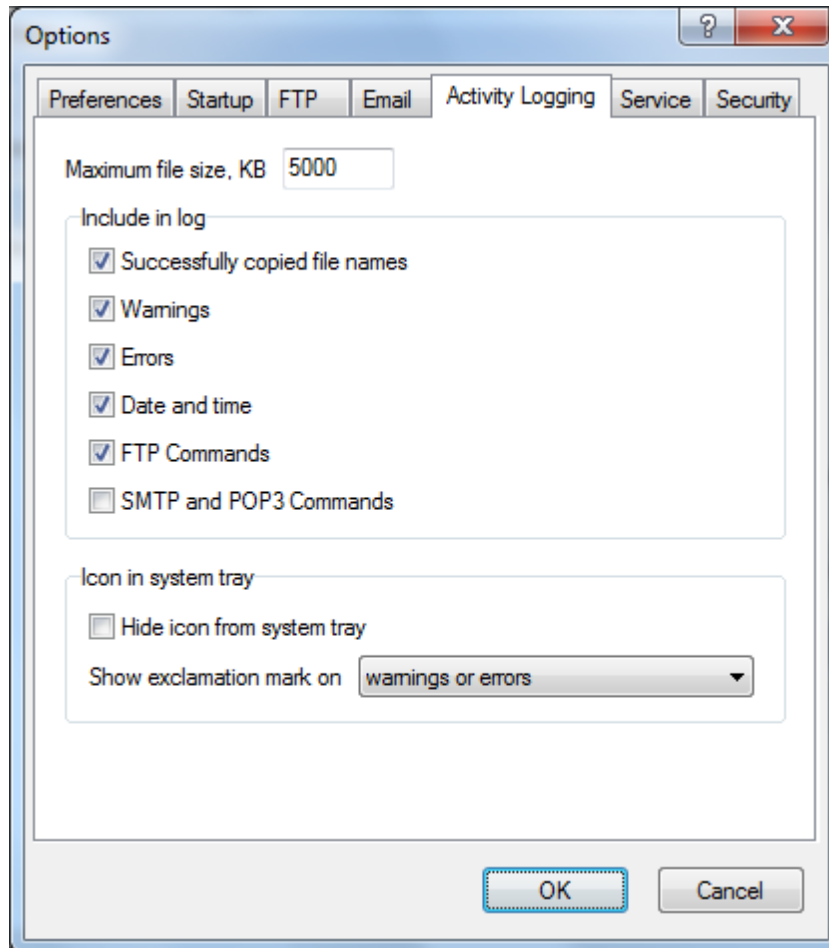 Options
Preferences Startup FTP Email Activity Logging Service Security
Maximum file size, KB 5000
Include in log
Successfully copied file names
Warnings
Errors
Date and time
FTP Commands
SMTP and POP3 Commands
Icon in system tray
Hide icon from system tray
Show exclamation mark on warnings or errors
OK Cancel